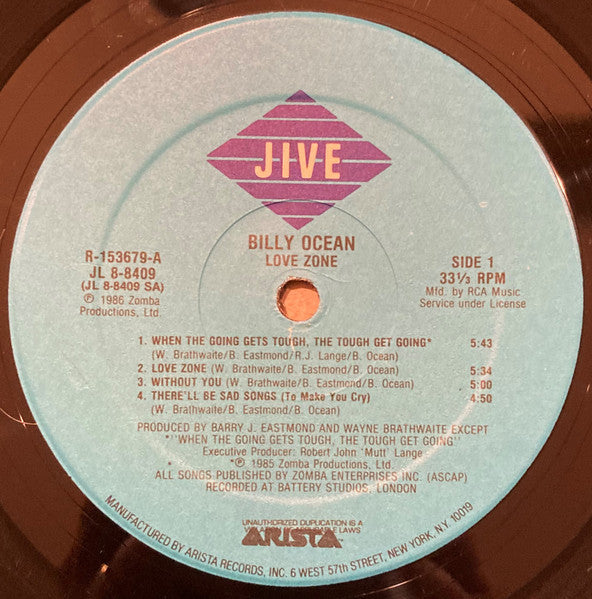 JIVE
BILLY OCEAN
LOVE ZONE
R-153679-A
JL 8-8409
(JL 8-8409 SA)
℗ 1986 Zomba
Productions, Ltd.
SIDE 1
33⅓ RPM
Mfd. by RCA Music
Service under License
1. WHEN THE GOING GETS TOUGH, THE TOUGH GET GOING* 5:43
(W. Brathwaite/B. Eastmond/R.J. Lange/B. Ocean)
2. LOVE ZONE (W. Brathwaite/B. Eastmond/B. Ocean) 5:34
3. WITHOUT YOU (W. Brathwaite/B. Eastmond/B. Ocean) 5:00
4. THERE'LL BE SAD SONGS (To Make You Cry) 4:50
(W. Brathwaite/B. Eastmond/B. Ocean)
PRODUCED BY BARRY J. EASTMOND AND WAYNE BRATHWAITE EXCEPT
*"WHEN THE GOING GETS TOUGH, THE TOUGH GET GOING"
Executive Producer: Robert John 'Mutt' Lange
* *℗ 1985 Zomba Productions, Ltd.
ALL SONGS PUBLISHED BY ZOMBA ENTERPRISES INC. (ASCAP)
RECORDED AT BATTERY STUDIOS, LONDON
UNAUTHORIZED DUPLICATION IS A
VIOLATION OF APPLICABLE LAWS
ARISTA
MANUFACTURED BY ARISTA RECORDS, INC. 6 WEST 57th STREET, NEW YORK, N.Y. 10019